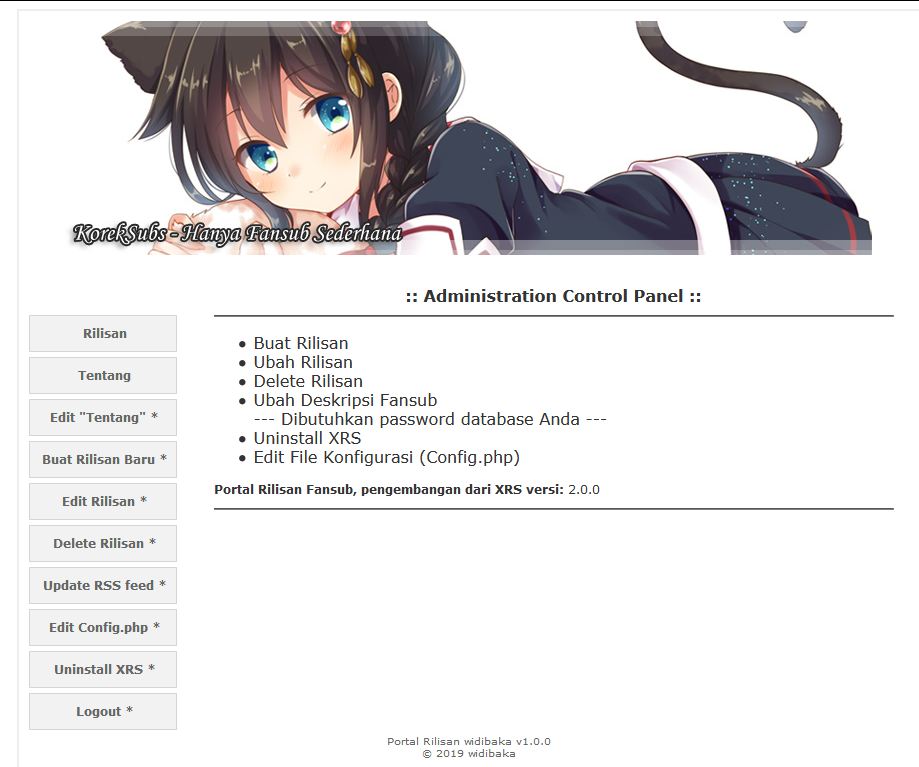 KorekSubs - Hanya Fansub Sederhana
:: Administration Control Panel ::
Rilisan
Tentang
Edit "Tentang" *
Buat Rilisan Baru *
Edit Rilisan *
Delete Rilisan *
Update RSS feed *
Edit Config.php *
Uninstall XRS *
Logout *
Buat Rilisan
Ubah Rilisan
Delete Rilisan
Ubah Deskripsi Fansub
--- Dibutuhkan password database Anda ---
Uninstall XRS
Edit File Konfigurasi (Config.php)
Portal Rilisan Fansub, pengembangan dari XRS versi: 2.0.0
Portal Rilisan widibaka v1.0.0
© 2019 widibaka